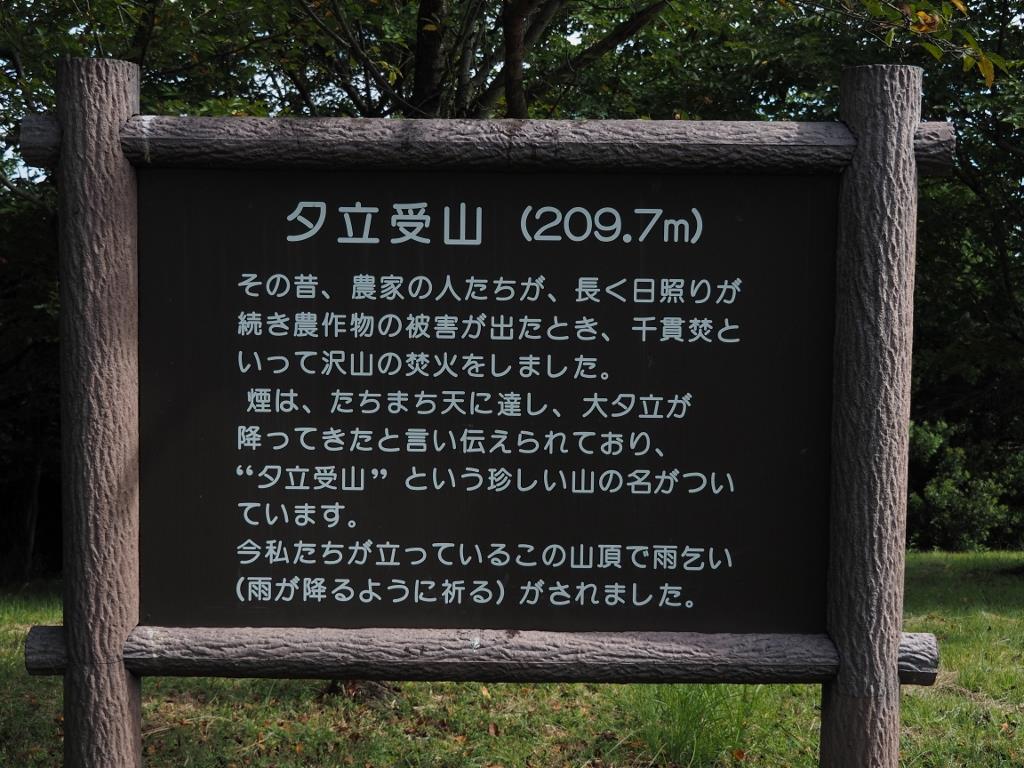 夕立受山 (209.7m)
その昔、農家の人たちが、長く日照りが
続き農作物の被害が出たとき、千貫焚と
いって沢山の焚火をしました。
煙は、たちまち天に達し、大夕立が
降ってきたと言い伝えられており、
“夕立受山”という珍しい山の名がつい
ています。
今私たちが立っているこの山頂で雨乞い
(雨が降るように祈る)がされました。